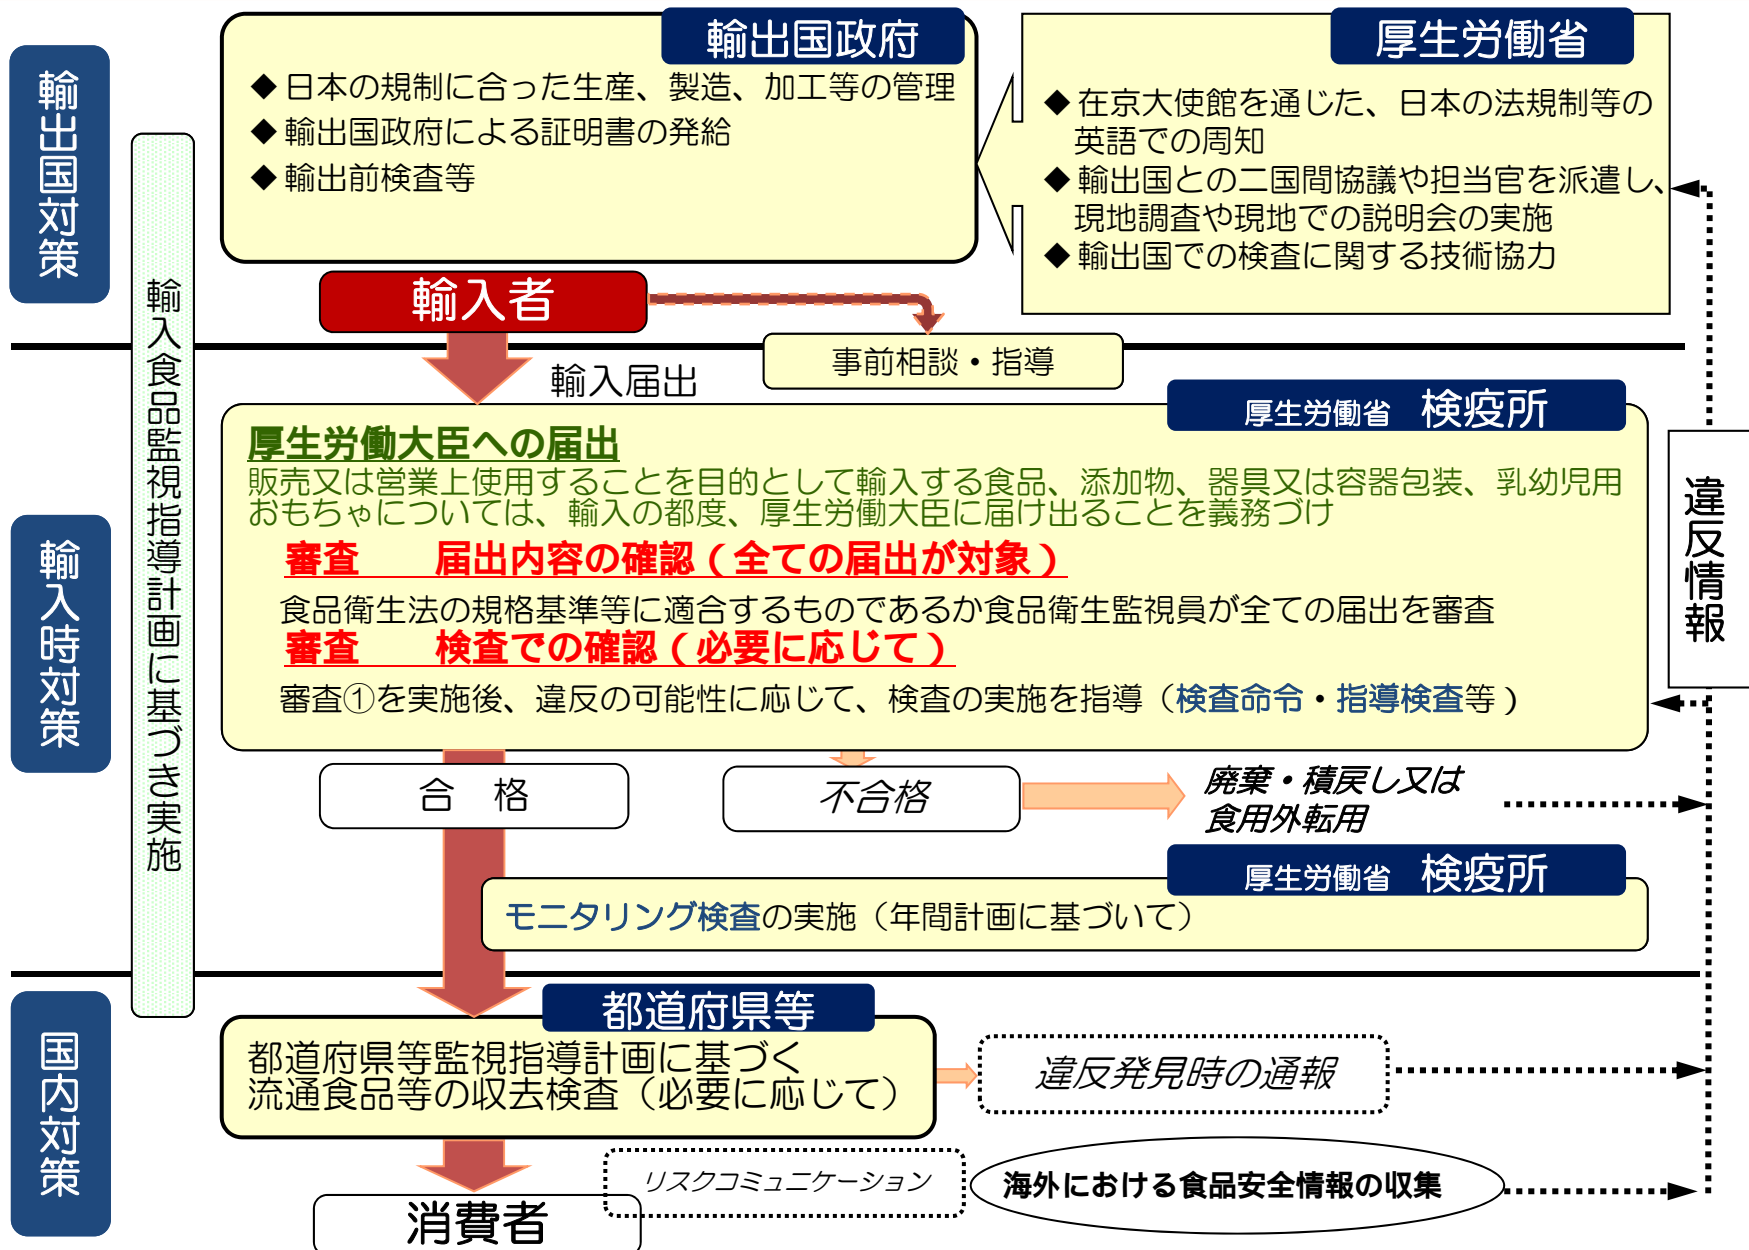 輸出国対策
輸出国政府
◆ 日本の規制に合った生産、製造、加工等の管理
◆ 輸出国政府による証明書の発給
◆ 輸出前検査等
厚生労働省
◆ 在京大使館を通じた、日本の法規制等の
英語での周知
◆ 輸出国との二国間協議や担当官を派遣し、
現地調査や現地での説明会の実施
◆ 輸出国での検査に関する技術協力
輸入食品監視指導計画に基づき実施
輸入者
事前相談・指導
輸入届出
輸入時対策
厚生労働省 検疫所
厚生労働大臣への届出
販売又は営業上使用することを目的として輸入する食品、添加物、器具又は容器包装、乳幼児用
おもちゃについては、輸入の都度、厚生労働大臣に届け出ることを義務づけ
審査　　届出内容の確認（全ての届出が対象）
食品衛生法の規格基準等に適合するものであるか食品衛生監視員が全ての届出を審査
審査　　検査での確認（必要に応じて）
審査①を実施後、違反の可能性に応じて、検査の実施を指導（検査命令・指導検査等）
違反情報
合　格
不合格
廃棄・積戻し又は
食用外転用
厚生労働省 検疫所
モニタリング検査の実施（年間計画に基づいて）
国内対策
都道府県等
都道府県等監視指導計画に基づく
流通食品等の収去検査（必要に応じて）
違反発見時の通報
リスクコミュニケーション
海外における食品安全情報の収集
消費者